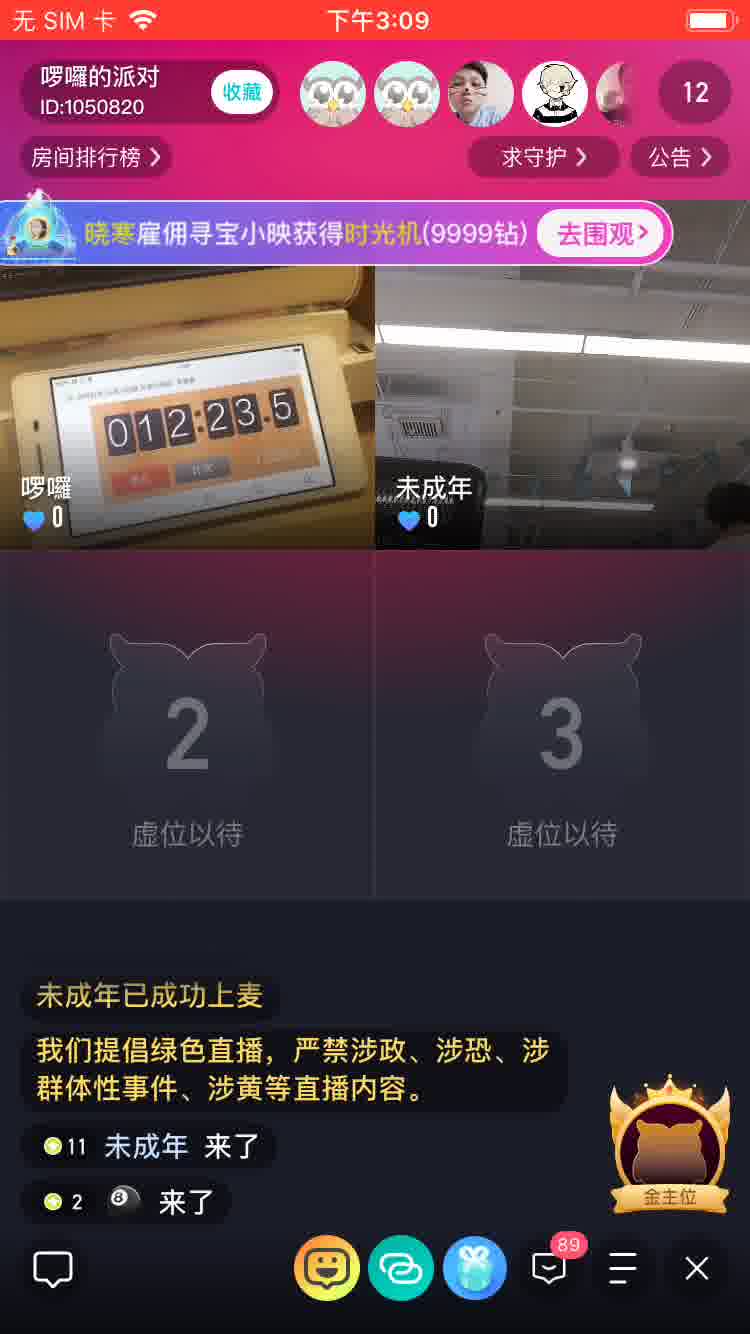 无 SIM 卡
下午3:09
啰囉的派对
ID:1050820
收藏
12
房间排行榜
求守护
公告
晓寒雇佣寻宝小映获得时光机(9999钻)
去围观
012:23.5
啰囉
0
未成年
0
2
虚位以待
3
虚位以待
未成年已成功上麦
我们提倡绿色直播，严禁涉政、涉恐、涉
群体性事件、涉黄等直播内容。
11 未成年 来了
2 8 来了
金主位
89